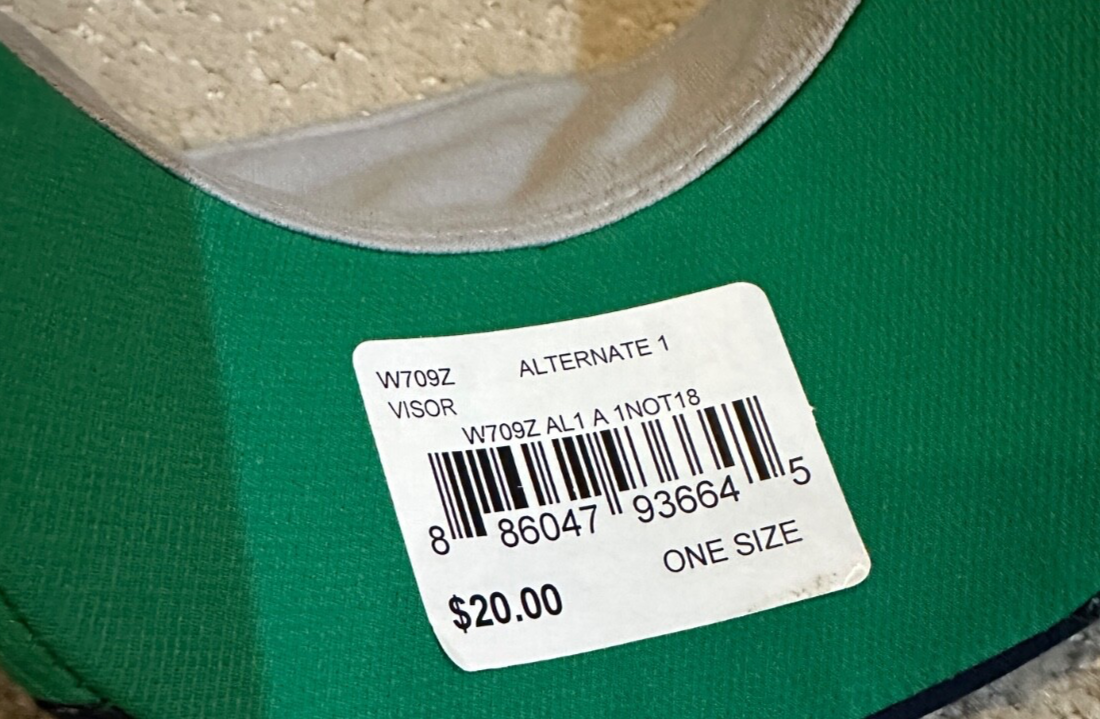 W709Z ALTERNATE 1
VISOR
W709Z AL1 A 1NOT18
8 86047 93664 5
ONE SIZE
$20.00